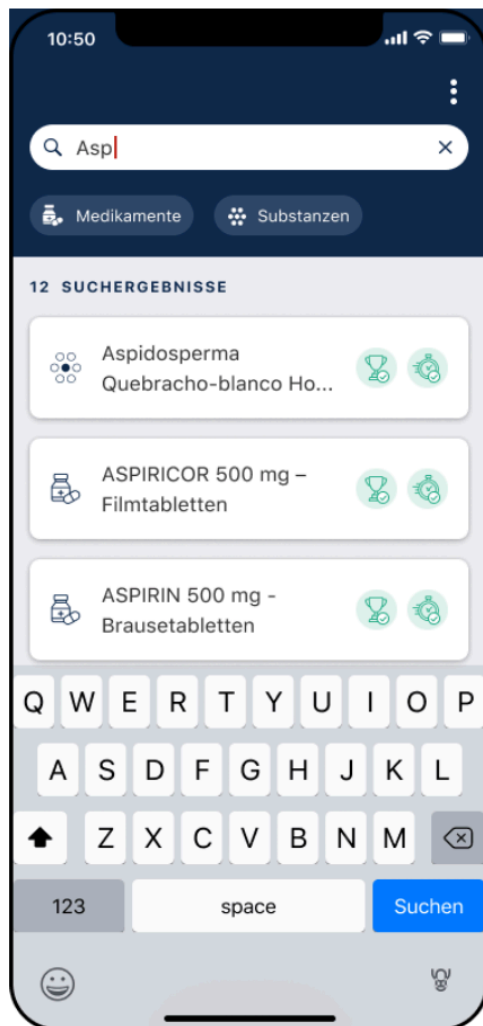 10:50
Asp
Medikamente
Substanzen
12 SUCHERGEBNISSE
Aspidosperma
Quebracho-blanco Ho...
ASPIRICOR 500 mg –
Filmtabletten
ASPIRIN 500 mg -
Brausetabletten
Q W E R T Y U I O P
A S D F G H J K L
Z X C V B N M
123 space Suchen